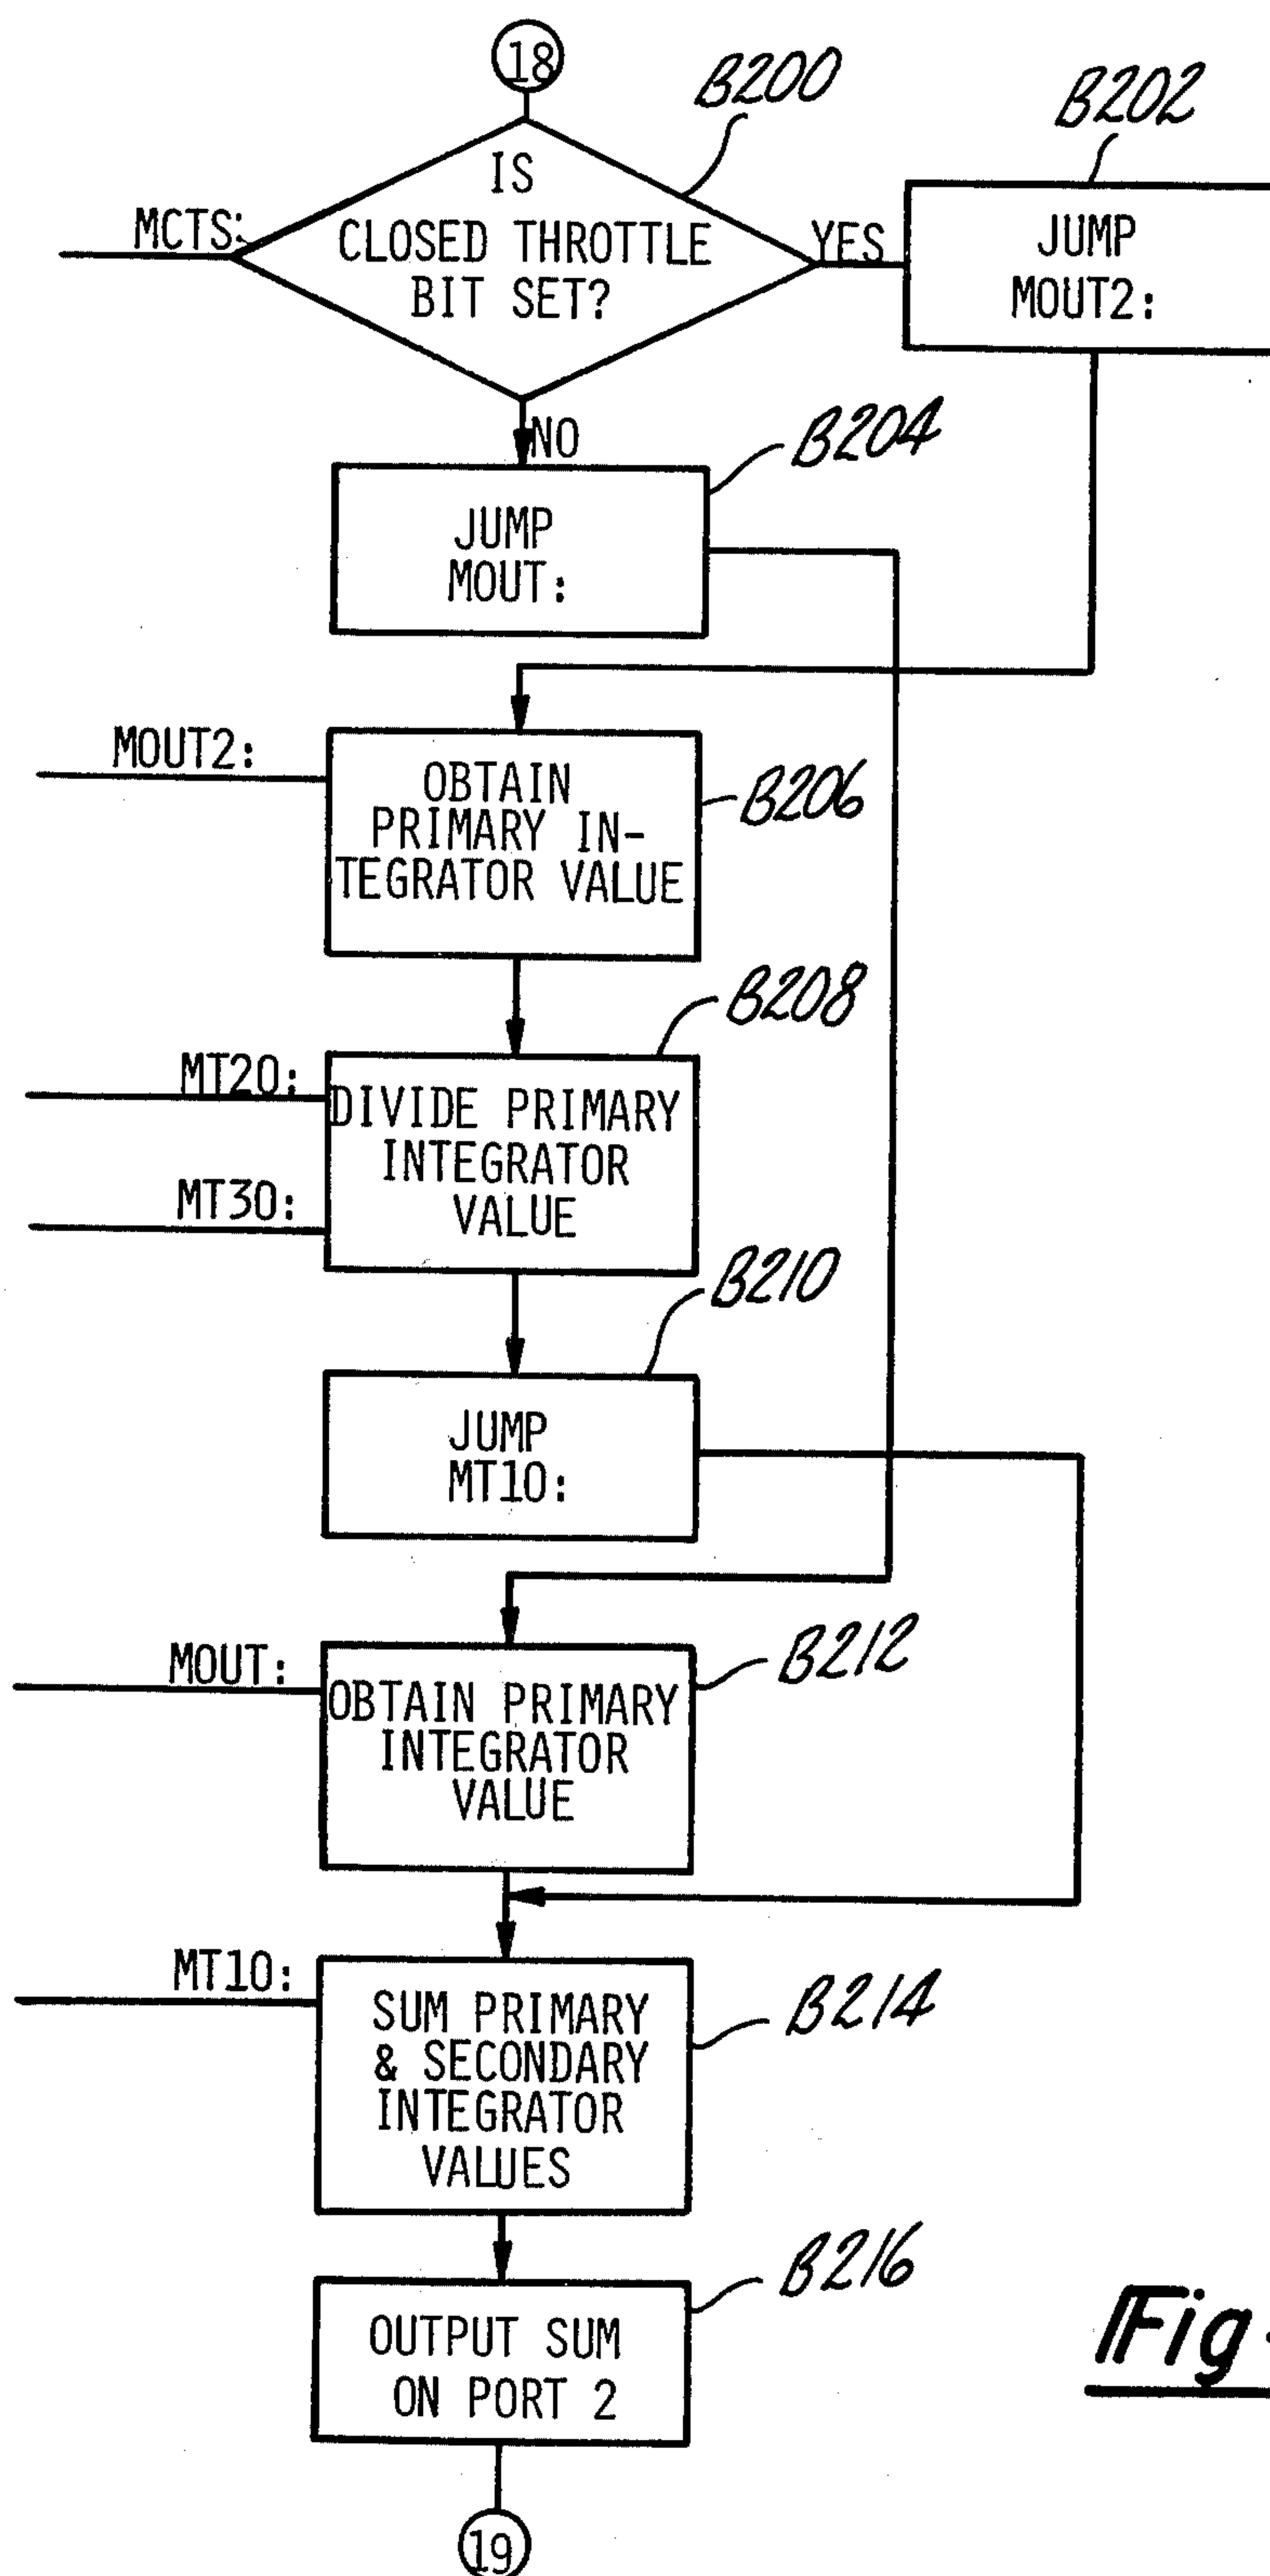 18
B200
B202
IS
CLOSED THROTTLE
BIT SET?
MCTS:
YES
JUMP
MOUT2:
NO
B204
JUMP
MOUT:
MOUT2:
OBTAIN
PRIMARY IN-
TEGRATOR VALUE
B206
B208
MT20:
DIVIDE PRIMARY
INTEGRATOR
VALUE
MT30:
B210
JUMP
MT10:
MOUT:
B212
OBTAIN PRIMARY
INTEGRATOR
VALUE
MT10:
B214
SUM PRIMARY
& SECONDARY
INTEGRATOR
VALUES
B216
OUTPUT SUM
ON PORT 2
Fig-
19